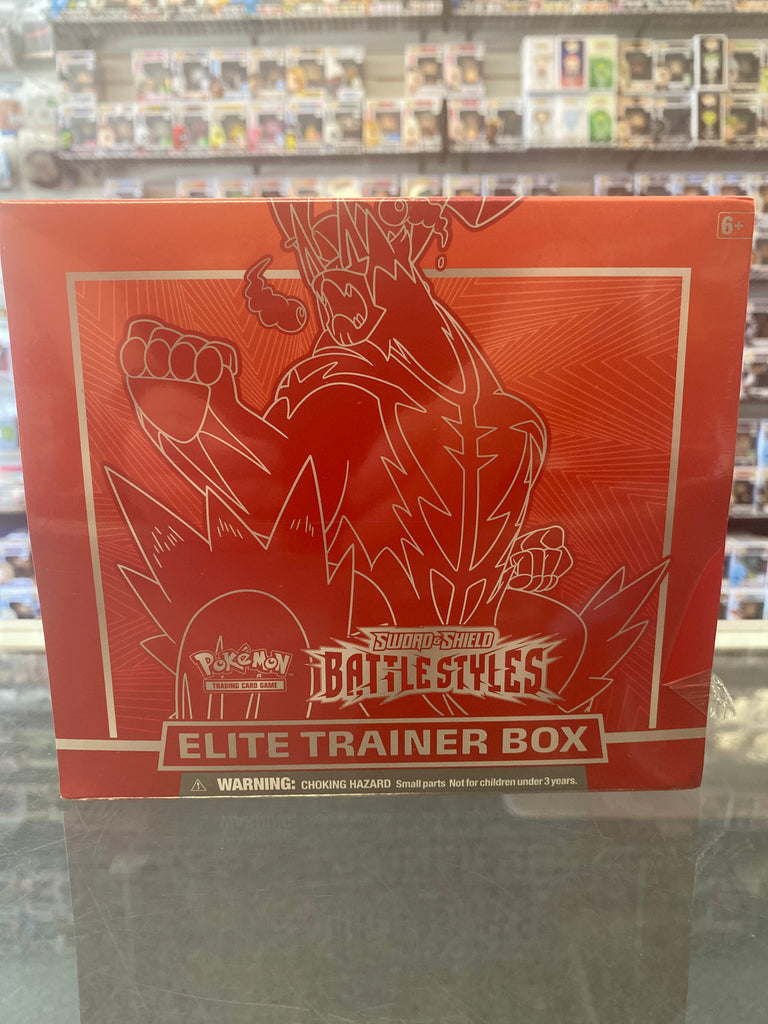 6+
SWORD & SHIELD
POKéMON
TRADING CARD GAME
BATTLE STYLES
ELITE TRAINER BOX
WARNING: CHOKING HAZARD Small parts Not for children under 3 years.